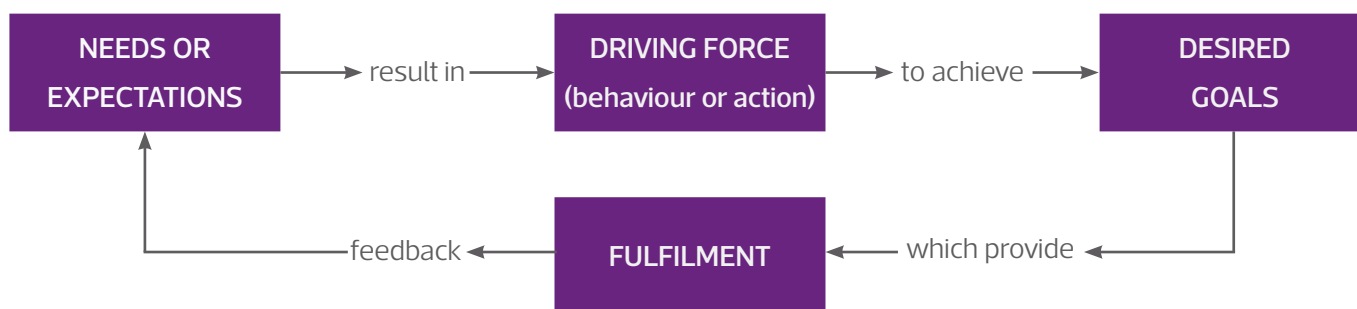 NEEDS OR
EXPECTATIONS
result in
DRIVING FORCE
(behaviour or action)
to achieve
DESIRED
GOALS
which provide
FULFILMENT
feedback